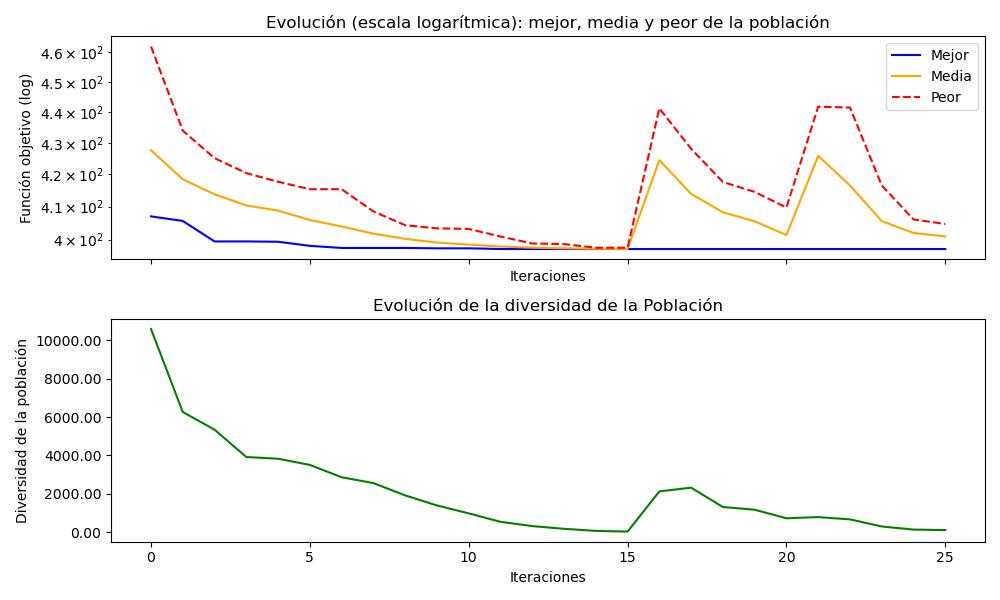 Evolución (escala logarítmica): mejor, media y peor de la población
Función objetivo (log)
4.6 × 10²
4.5 × 10²
4.4 × 10²
4.3 × 10²
4.2 × 10²
4.1 × 10²
4 × 10²
Mejor
Media
Peor
Iteraciones
Evolución de la diversidad de la Población
Diversidad de la población
10000.00
8000.00
6000.00
4000.00
2000.00
0.00
0 5 10 15 20 25
Iteraciones